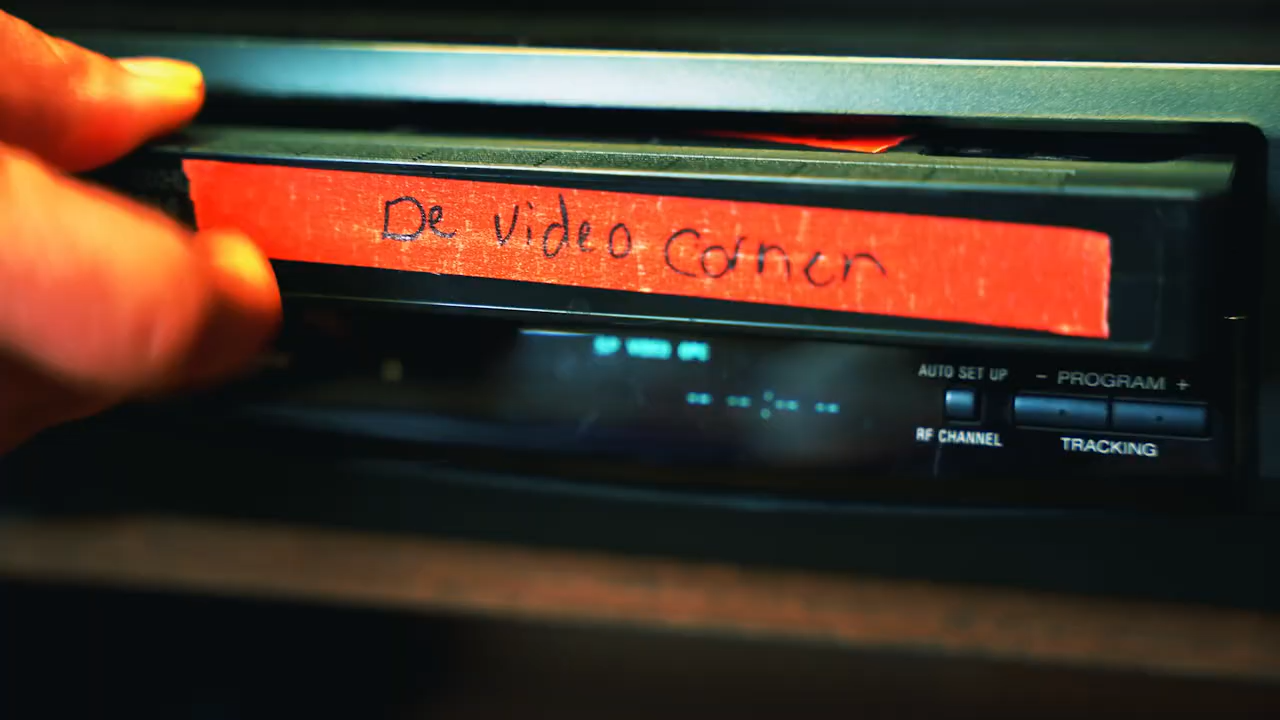 De video corner
AUTO SET UP
- PROGRAM +
RF CHANNEL
TRACKING